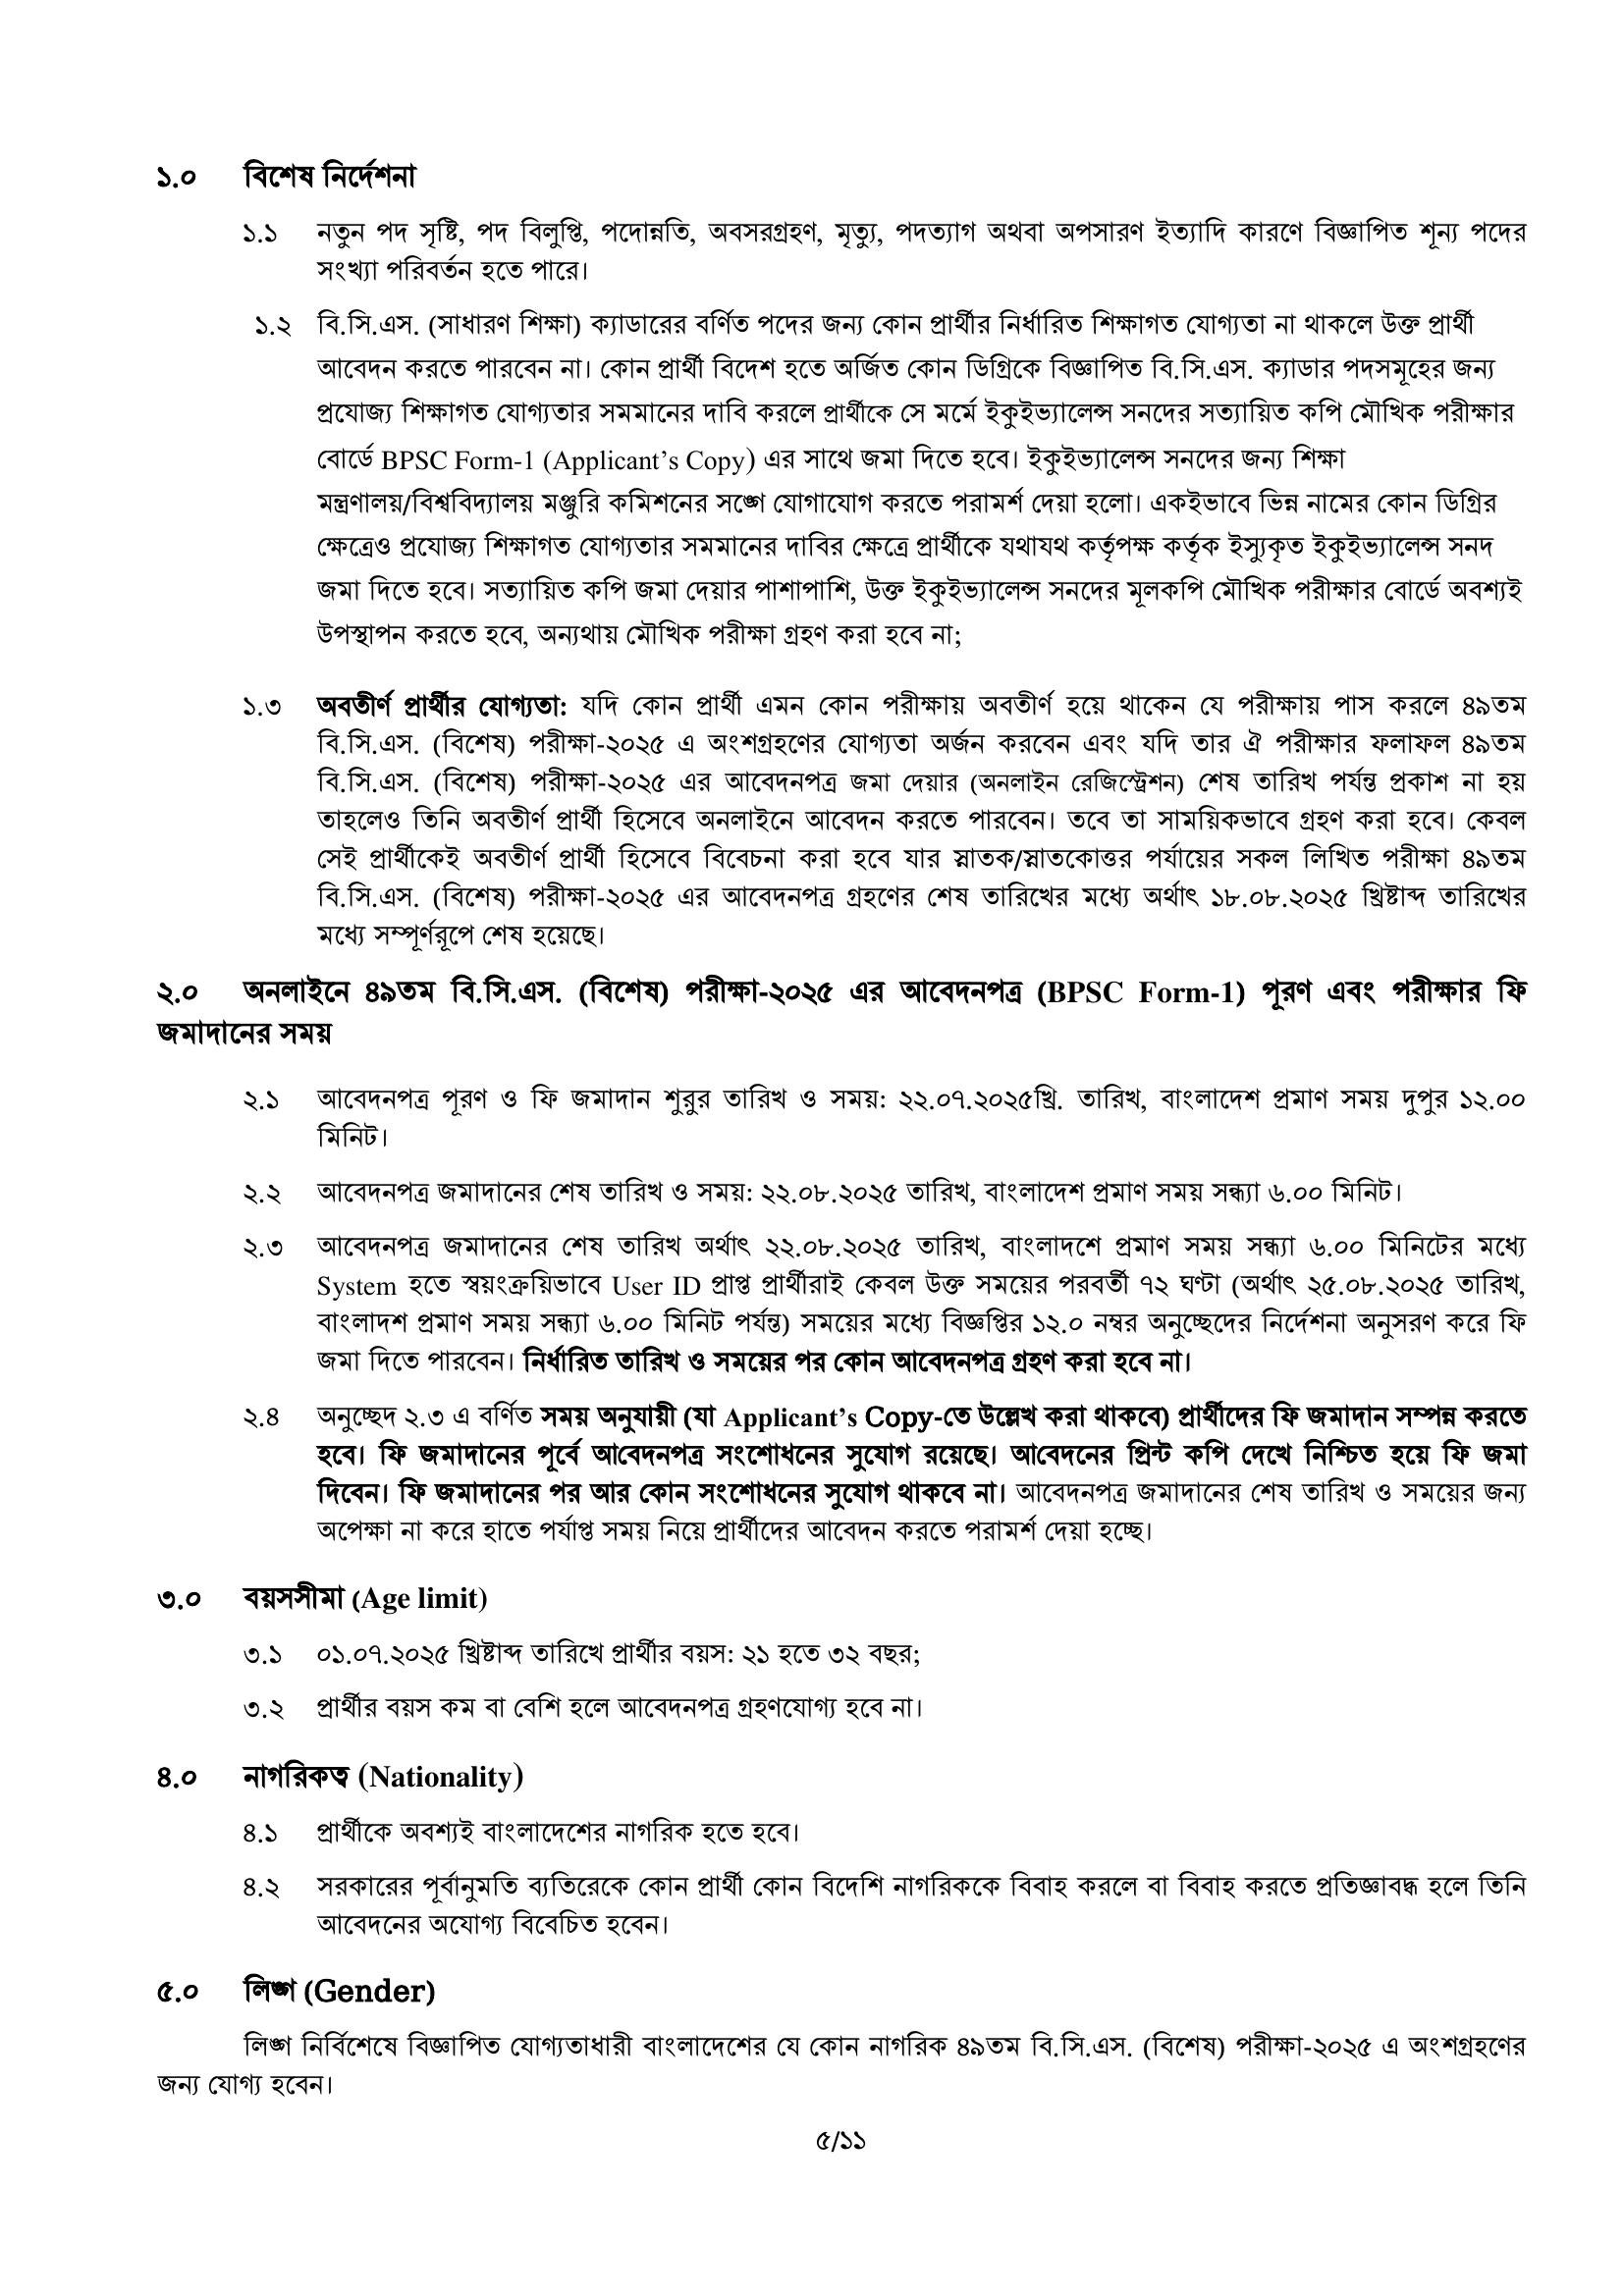 ১.০ বিশেষ নির্দেশনা
১.১ নতুন পদ সৃষ্টি, পদ বিলুপ্তি, পদোন্নতি, অবসরগ্রহণ, মৃত্যু, পদত্যাগ অথবা অপসারণ ইত্যাদি কারণে বিজ্ঞাপিত শূন্য পদের
সংখ্যা পরিবর্তন হতে পারে।
১.২ বি.সি.এস. (সাধারণ শিক্ষা) ক্যাডারের বর্ণিত পদের জন্য কোন প্রার্থীর নির্ধারিত শিক্ষাগত যোগ্যতা না থাকলে উক্ত প্রার্থী
আবেদন করতে পারবেন না। কোন প্রার্থী বিদেশ হতে অর্জিত কোন ডিগ্রিকে বিজ্ঞাপিত বি.সি.এস. ক্যাডার পদসমূহের জন্য
প্রযোজ্য শিক্ষাগত যোগ্যতার সমমানের দাবি করলে প্রার্থীকে সে মর্মে ইকুইভ্যালেন্স সনদের সত্যায়িত কপি মৌখিক পরীক্ষার
বোর্ডে BPSC Form-1 (Applicant’s Copy) এর সাথে জমা দিতে হবে। ইকুইভ্যালেন্স সনদের জন্য শিক্ষা
মন্ত্রণালয়/বিশ্ববিদ্যালয় মঞ্জুরি কমিশনের সঙ্গে যোগাযোগ করতে পরামর্শ দেয়া হলো। একইভাবে ভিন্ন নামের কোন ডিগ্রির
ক্ষেত্রেও প্রযোজ্য শিক্ষাগত যোগ্যতার সমমানের দাবির ক্ষেত্রে প্রার্থীকে যথাযথ কর্তৃপক্ষ কর্তৃক ইস্যুকৃত ইকুইভ্যালেন্স সনদ
জমা দিতে হবে। সত্যায়িত কপি জমা দেয়ার পাশাপাশি, উক্ত ইকুইভ্যালেন্স সনদের মূলকপি মৌখিক পরীক্ষার বোর্ডে অবশ্যই
উপস্থাপন করতে হবে, অন্যথায় মৌখিক পরীক্ষা গ্রহণ করা হবে না;
১.৩ অবতীর্ণ প্রার্থীর যোগ্যতা: যদি কোন প্রার্থী এমন কোন পরীক্ষায় অবতীর্ণ হয়ে থাকেন যে পরীক্ষায় পাস করলে ৪৯তম
বি.সি.এস. (বিশেষ) পরীক্ষা-২০২৫ এ অংশগ্রহণের যোগ্যতা অর্জন করবেন এবং যদি তার ঐ পরীক্ষার ফলাফল ৪৯তম
বি.সি.এস. (বিশেষ) পরীক্ষা-২০২৫ এর আবেদনপত্র জমা দেয়ার (অনলাইন রেজিস্ট্রেশন) শেষ তারিখ পর্যন্ত প্রকাশ না হয়
তাহলেও তিনি অবতীর্ণ প্রার্থী হিসেবে অনলাইনে আবেদন করতে পারবেন। তবে তা সাময়িকভাবে গ্রহণ করা হবে। কেবল
সেই প্রার্থীকেই অবতীর্ণ প্রার্থী হিসেবে বিবেচনা করা হবে যার স্নাতক/স্নাতকোত্তর পর্যায়ের সকল লিখিত পরীক্ষা ৪৯তম
বি.সি.এস. (বিশেষ) পরীক্ষা-২০২৫ এর আবেদনপত্র গ্রহণের শেষ তারিখের মধ্যে অর্থাৎ ১৮.০৮.২০২৫ খ্রিষ্টাব্দ তারিখের
মধ্যে সম্পূর্ণরূপে শেষ হয়েছে।
২.০ অনলাইনে ৪৯তম বি.সি.এস. (বিশেষ) পরীক্ষা-২০২৫ এর আবেদনপত্র (BPSC Form-1) পূরণ এবং পরীক্ষার ফি
জমাদানের সময়
২.১ আবেদনপত্র পূরণ ও ফি জমাদান শুরুর তারিখ ও সময়: ২২.০৭.২০২৫খ্রি. তারিখ, বাংলাদেশ প্রমাণ সময় দুপুর ১২.০০
মিনিট।
২.২ আবেদনপত্র জমাদানের শেষ তারিখ ও সময়: ২২.০৮.২০২৫ তারিখ, বাংলাদেশ প্রমাণ সময় সন্ধ্যা ৬.০০ মিনিট।
২.৩ আবেদনপত্র জমাদানের শেষ তারিখ অর্থাৎ ২২.০৮.২০২৫ তারিখ, বাংলাদশে প্রমাণ সময় সন্ধ্যা ৬.০০ মিনিটের মধ্যে
System হতে স্বয়ংক্রিয়ভাবে User ID প্রাপ্ত প্রার্থীরাই কেবল উক্ত সময়ের পরবর্তী ৭২ ঘণ্টা (অর্থাৎ ২৫.০৮.২০২৫ তারিখ,
বাংলাদশ প্রমাণ সময় সন্ধ্যা ৬.০০ মিনিট পর্যন্ত) সময়ের মধ্যে বিজ্ঞপ্তির ১২.০ নম্বর অনুচ্ছেদের নির্দেশনা অনুসরণ করে ফি
জমা দিতে পারবেন। নির্ধারিত তারিখ ও সময়ের পর কোন আবেদনপত্র গ্রহণ করা হবে না।
২.৪ অনুচ্ছেদ ২.৩ এ বর্ণিত সময় অনুযায়ী (যা Applicant’s Copy-তে উল্লেখ করা থাকবে) প্রার্থীদের ফি জমাদান সম্পন্ন করতে
হবে। ফি জমাদানের পূর্বে আবেদনপত্র সংশোধনের সুযোগ রয়েছে। আবেদনের প্রিন্ট কপি দেখে নিশ্চিত হয়ে ফি জমা
দিবেন। ফি জমাদানের পর আর কোন সংশোধনের সুযোগ থাকবে না। আবেদনপত্র জমাদানের শেষ তারিখ ও সময়ের জন্য
অপেক্ষা না করে হাতে পর্যাপ্ত সময় নিয়ে প্রার্থীদের আবেদন করতে পরামর্শ দেয়া হচ্ছে।
৩.০ বয়সসীমা (Age limit)
৩.১ ০১.০৭.২০২৫ খ্রিষ্টাব্দ তারিখে প্রার্থীর বয়স: ২১ হতে ৩২ বছর;
৩.২ প্রার্থীর বয়স কম বা বেশি হলে আবেদনপত্র গ্রহণযোগ্য হবে না।
৪.০ নাগরিকত্ব (Nationality)
৪.১ প্রার্থীকে অবশ্যই বাংলাদেশের নাগরিক হতে হবে।
৪.২ সরকারের পূর্বানুমতি ব্যতিরেকে কোন প্রার্থী কোন বিদেশি নাগরিককে বিবাহ করলে বা বিবাহ করতে প্রতিজ্ঞাবদ্ধ হলে তিনি
আবেদনের অযোগ্য বিবেচিত হবেন।
৫.০ লিঙ্গ (Gender)
লিঙ্গ নির্বিশেষে বিজ্ঞাপিত যোগ্যতাধারী বাংলাদেশের যে কোন নাগরিক ৪৯তম বি.সি.এস. (বিশেষ) পরীক্ষা-২০২৫ এ অংশগ্রহণের
জন্য যোগ্য হবেন।
৫/১১